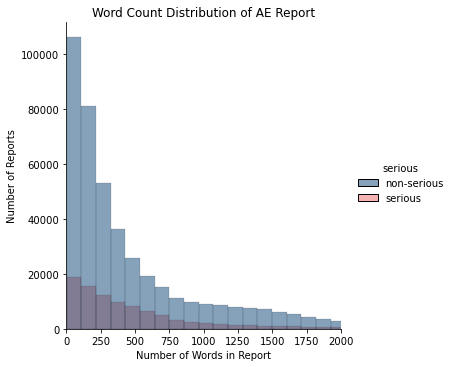 Word Count Distribution of AE Report
Number of Reports
100000
80000
60000
40000
20000
0
0 250 500 750 1000 1250 1500 1750 2000
Number of Words in Report
serious
non-serious
serious